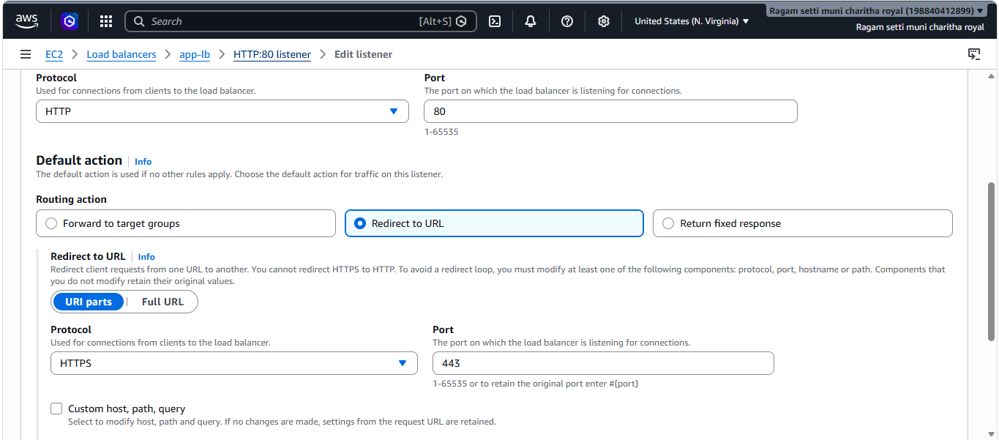 aws
Search [Alt+S]
United States (N. Virginia) ▼
Ragam setti muni charitha royal (198840412899) ▼
Ragam setti muni charitha royal
EC2 > Load balancers > app-lb > HTTP:80 listener > Edit listener
Protocol
Used for connections from clients to the load balancer.
HTTP
Port
The port on which the load balancer is listening for connections.
80
1-65535
Default action | Info
The default action is used if no other rules apply. Choose the default action for traffic on this listener.
Routing action
Forward to target groups
Redirect to URL
Return fixed response
Redirect to URL | Info
Redirect client requests from one URL to another. You cannot redirect HTTPS to HTTP. To avoid a redirect loop, you must modify at least one of the following components: protocol, port, hostname or path. Components that
you do not modify retain their original values.
URI parts | Full URL
Protocol
Used for connections from clients to the load balancer.
HTTPS
Port
The port on which the load balancer is listening for connections.
443
1-65535 or to retain the original port enter #{port}
Custom host, path, query
Select to modify host, path and query. If no changes are made, settings from the request URL are retained.